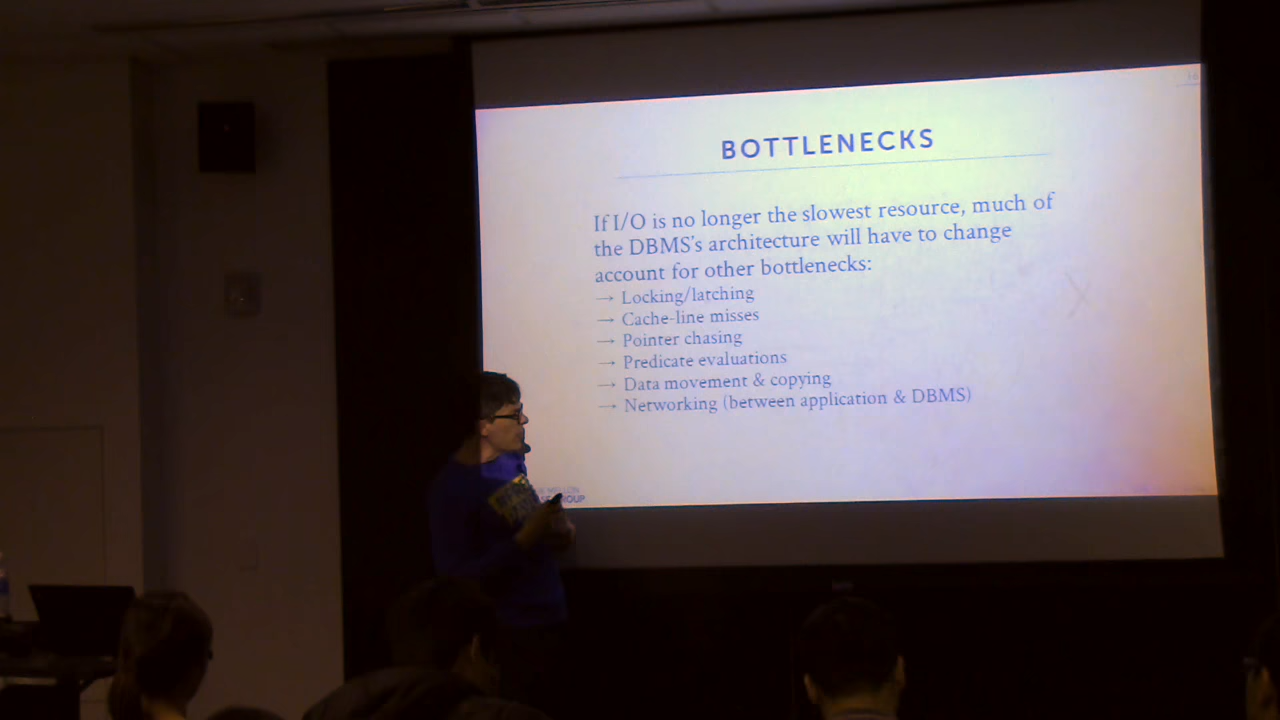 BOTTLENECKS
If I/O is no longer the slowest resource, much of
the DBMS's architecture will have to change
account for other bottlenecks:
→ Locking/latching
→ Cache-line misses
→ Pointer chasing
→ Predicate evaluations
→ Data movement & copying
→ Networking (between application & DBMS)
GROUP